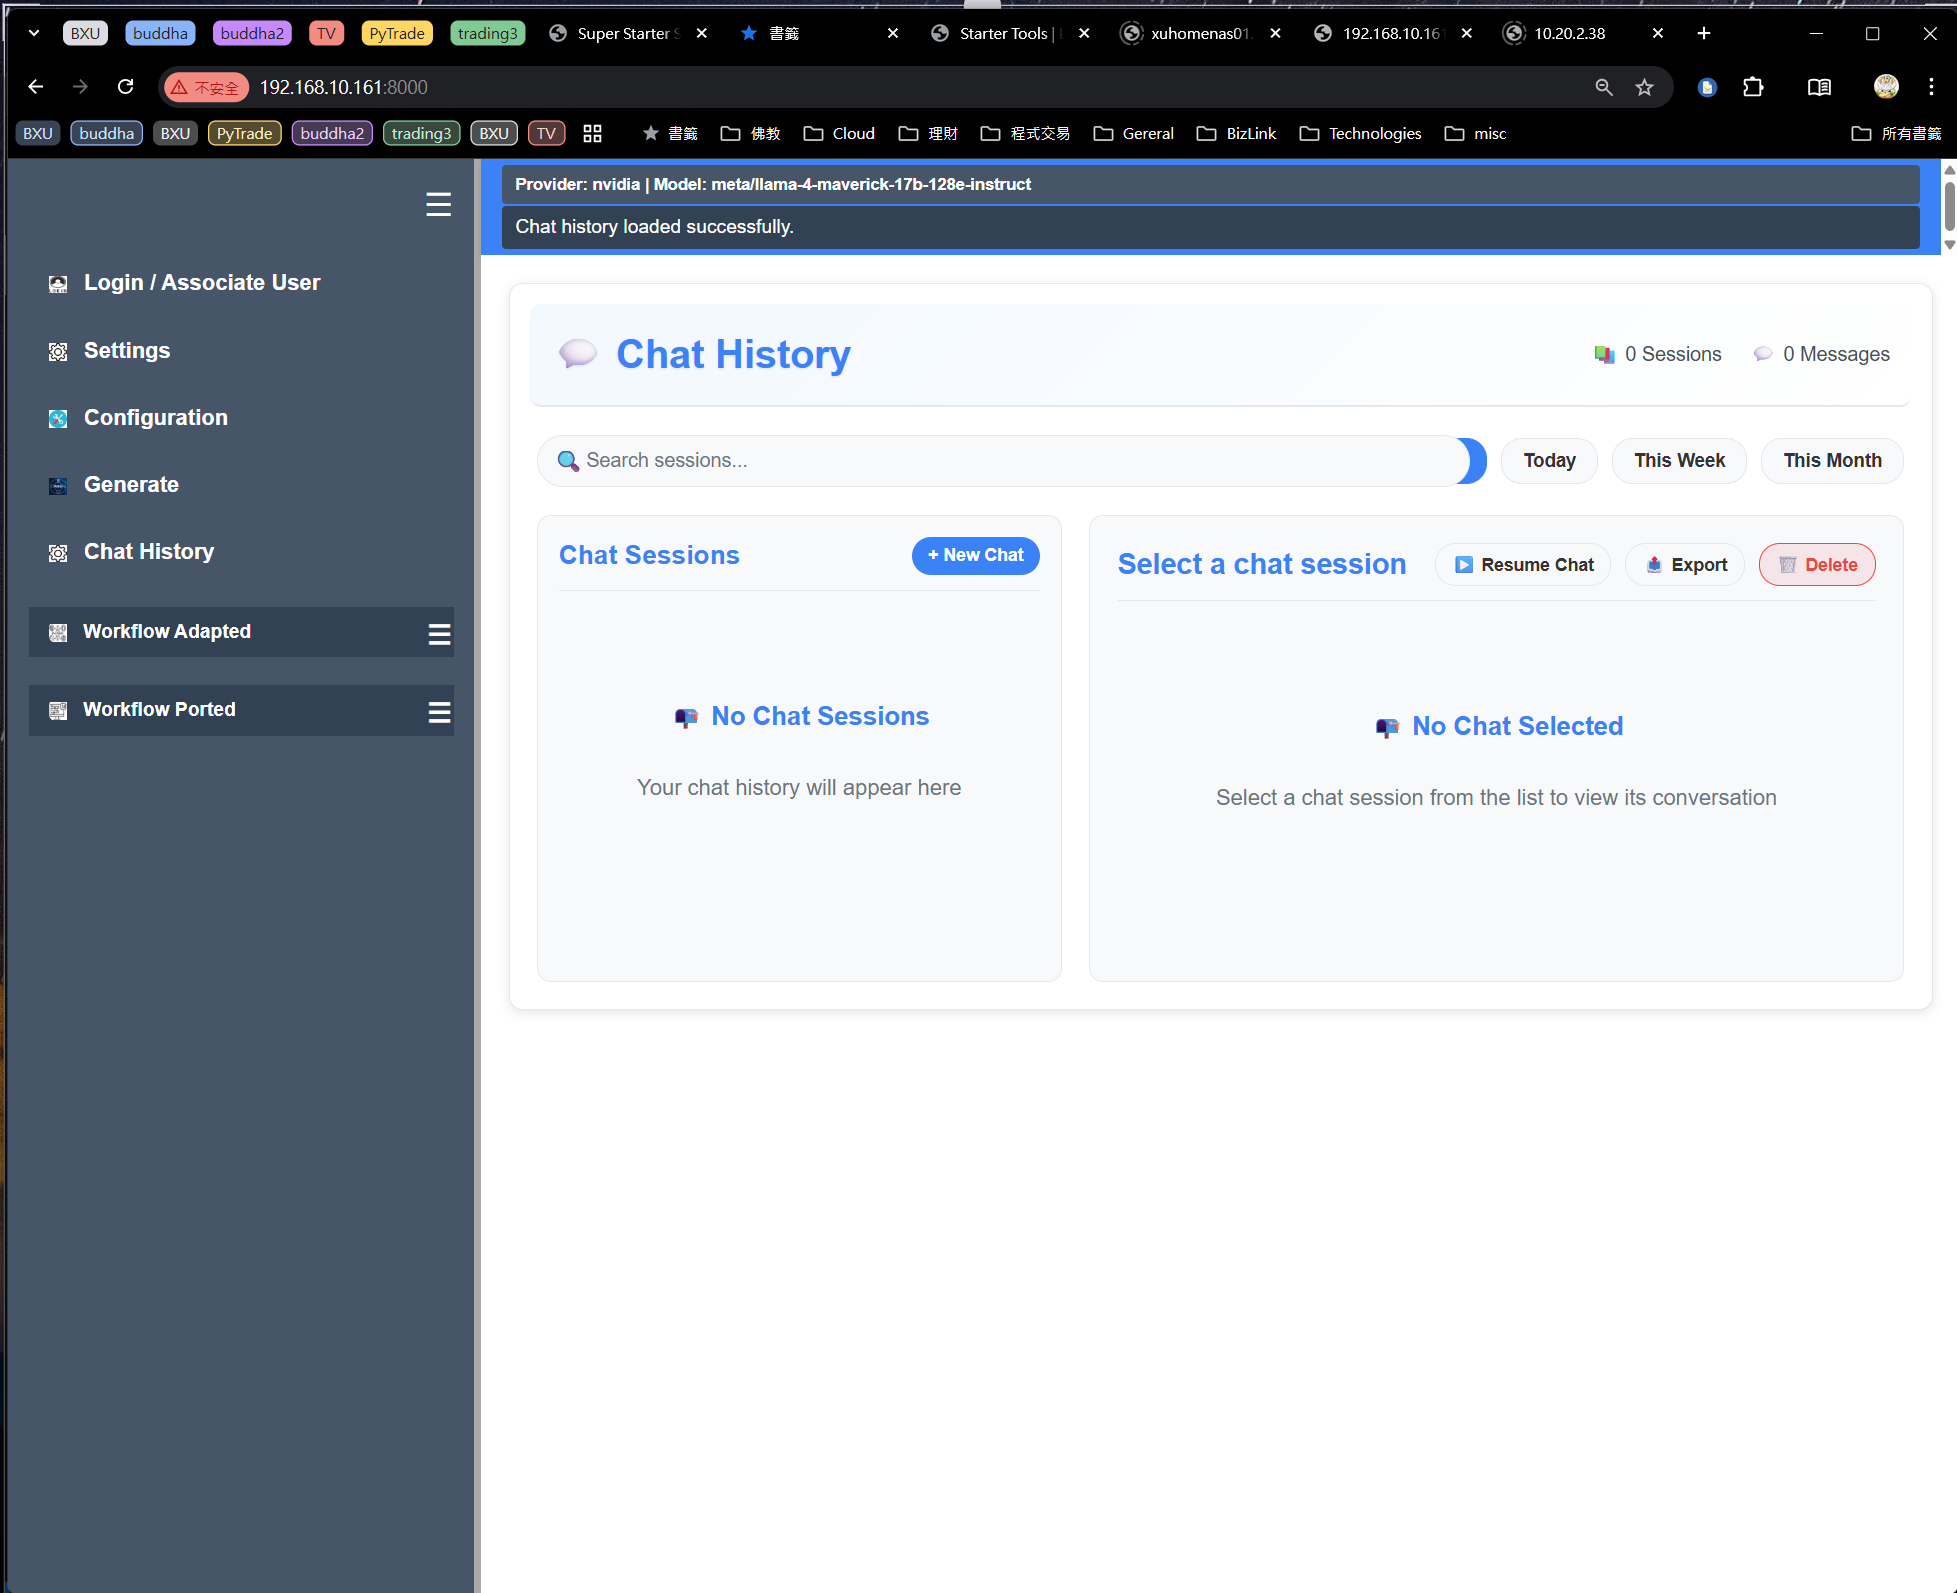 BXU buddha buddha2 TV PyTrade trading3 Super Starter 書籤 Starter Tools | xuhomenas01. 192.168.10.161 10.20.2.38
不安全 192.168.10.161:8000
BXU buddha BXU PyTrade buddha2 trading3 BXU TV 書籤 佛教 Cloud 理財 程式交易 Gereral BizLink Technologies misc 所有書籤
Provider: nvidia | Model: meta/llama-4-maverick-17b-128e-instruct
Chat history loaded successfully.
Login / Associate User
Settings
Configuration
Generate
Chat History
Workflow Adapted
Workflow Ported
Chat History
0 Sessions 0 Messages
Search sessions...
Today This Week This Month
Chat Sessions + New Chat
No Chat Sessions
Your chat history will appear here
Select a chat session Resume Chat Export Delete
No Chat Selected
Select a chat session from the list to view its conversation